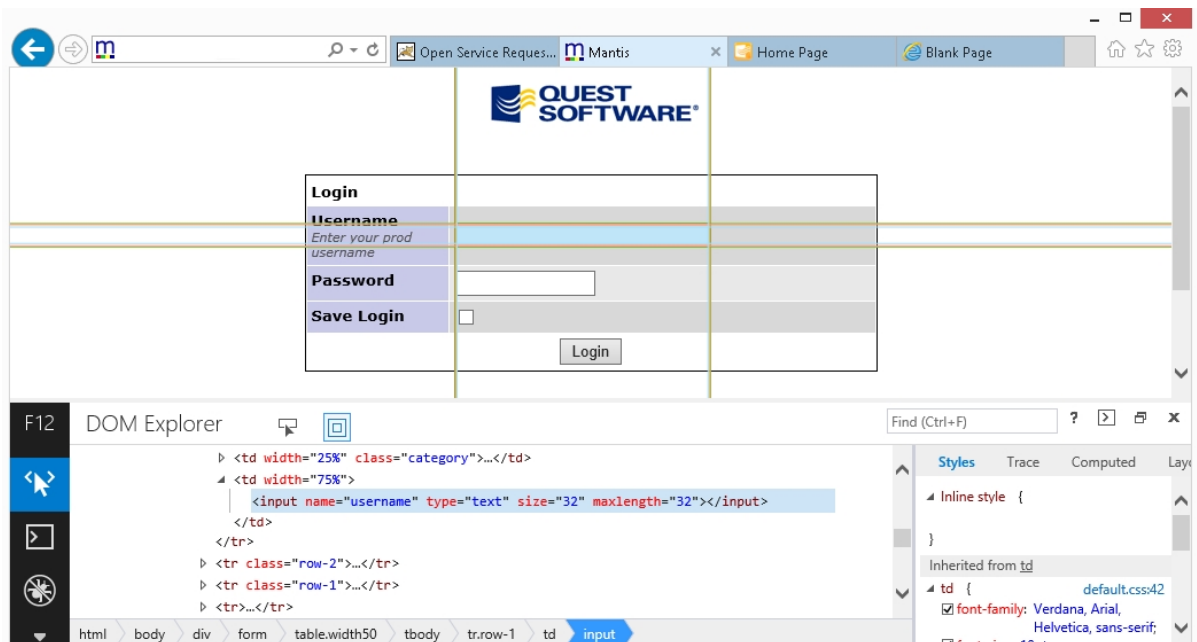 Open Service Reques...
Mantis
Home Page
Blank Page
QUEST
SOFTWARE®
Login
Username
Enter your prod
username
Password
Save Login
Login
F12
DOM Explorer
Find (Ctrl+F)
?
<td width="25%" class="category">...</td>
<td width="75%">
<input name="username" type="text" size="32" maxlength="32"></input>
</td>
</tr>
<tr class="row-2">...</tr>
<tr class="row-1">...</tr>
<tr>...</tr>
html body div form table.width50 tbody tr.row-1 td input
Styles Trace Computed Layo
Inline style {
}
Inherited from td
td { default.css:42
font-family: Verdana, Arial,
Helvetica, sans-serif;